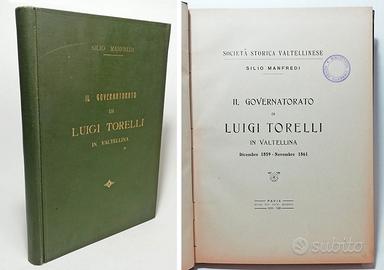 SILIO MANFREDI
IL GOVERNATORATO
DI
LUIGI TORELLI
IN VALTELLINA
SOCIETÀ STORICA VALTELLINESE
SILIO MANFREDI
IL GOVERNATORATO
DI
LUIGI TORELLI
IN VALTELLINA
Dicembre 1859 - Novembre 1861
PAVIA
subito.it